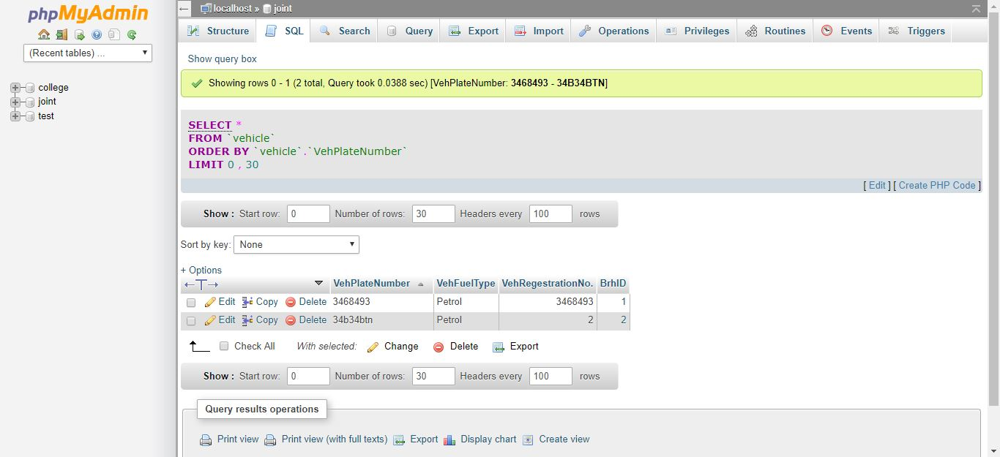 phpMyAdmin
(Recent tables) ...
college
joint
test
localhost » joint
Structure SQL Search Query Export Import Operations Privileges Routines Events Triggers
Show query box
Showing rows 0 - 1 (2 total, Query took 0.0388 sec) [VehPlateNumber: 3468493 - 34B34BTN]
SELECT *
FROM `vehicle`
ORDER BY `vehicle`.`VehPlateNumber`
LIMIT 0 , 30
[ Edit ] [ Create PHP Code ]
Show : Start row: 0 Number of rows: 30 Headers every 100 rows
Sort by key: None
+ Options
←T→ VehPlateNumber VehFuelType VehRegestrationNo. BrhID
Edit Copy Delete 3468493 Petrol 3468493 1
Edit Copy Delete 34b34btn Petrol 2 2
Check All With selected: Change Delete Export
Show : Start row: 0 Number of rows: 30 Headers every 100 rows
Query results operations
Print view Print view (with full texts) Export Display chart Create view